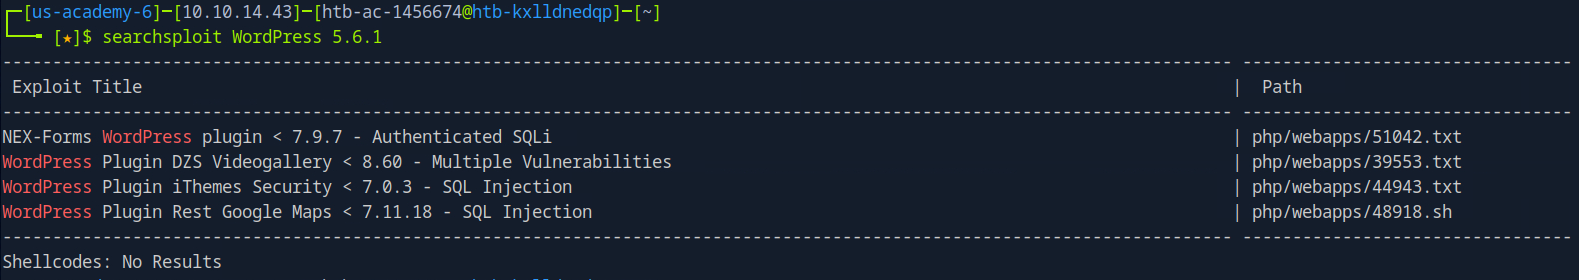 ┌─[us-academy-6]─[10.10.14.43]─[htb-ac-1456674@htb-kxlldnedqp]─[~]
└──╼ [★]$ searchsploit WordPress 5.6.1
--------------------------------------------------------------------------------------------------------------------------- ---------------------------------
Exploit Title | Path
--------------------------------------------------------------------------------------------------------------------------- ---------------------------------
NEX-Forms WordPress plugin < 7.9.7 - Authenticated SQLi | php/webapps/51042.txt
WordPress Plugin DZS Videogallery < 8.60 - Multiple Vulnerabilities | php/webapps/39553.txt
WordPress Plugin iThemes Security < 7.0.3 - SQL Injection | php/webapps/44943.txt
WordPress Plugin Rest Google Maps < 7.11.18 - SQL Injection | php/webapps/48918.sh
--------------------------------------------------------------------------------------------------------------------------- ---------------------------------
Shellcodes: No Results